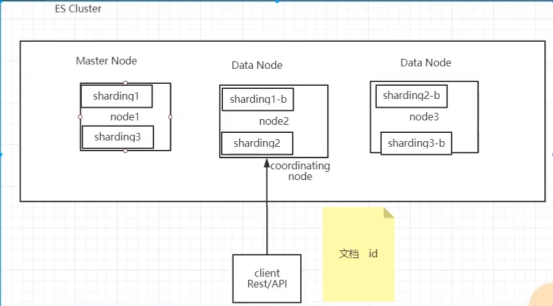 ES Cluster
Master Node
sharding1
node1
sharding3
Data Node
sharding1-b
node2
sharding2
coordinating
node
Data Node
sharding2-b
node3
sharding3-b
client
Rest/API
文档 id